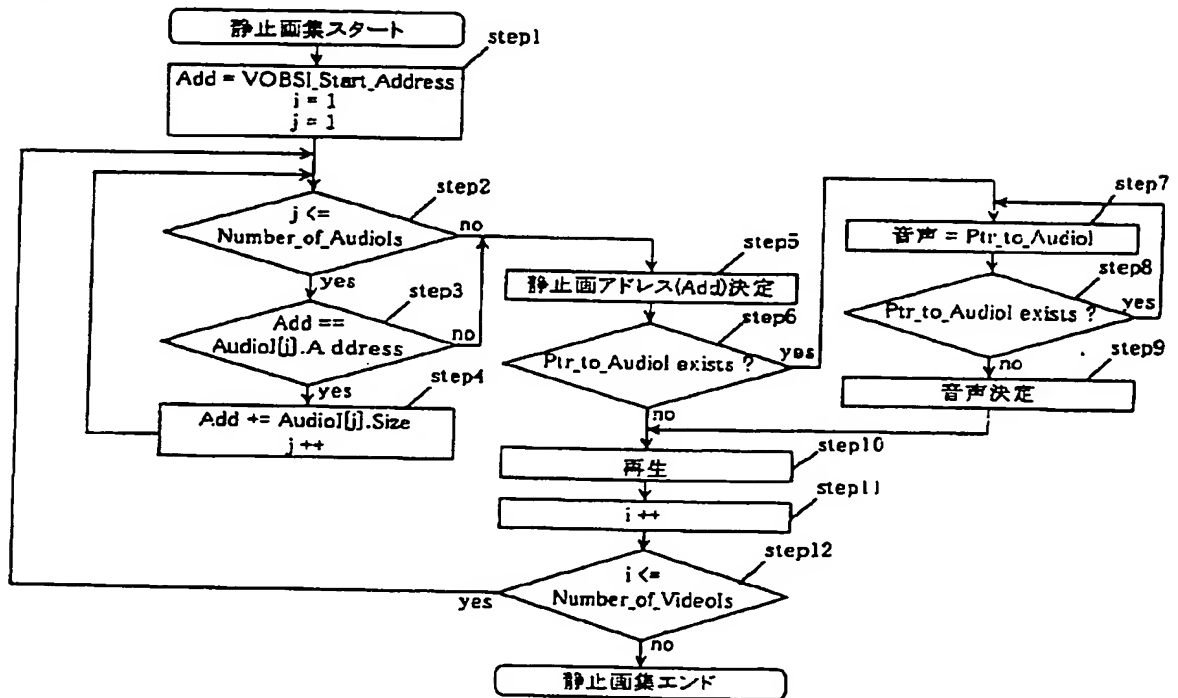 静止画集スタート
step1
Add = VOBSI_Start_Address
i = 1
j = 1
step2
j <=
Number_of_AudioIs
no
yes
step3
Add ==
AudioI[j].A ddress
no
yes
step4
Add += AudioI[j].Size
j ++
step5
静止画アドレス(Add)決定
step6
Ptr_to_AudioI exists ?
yes
no
step7
音声 = Ptr_to_AudioI
step8
Ptr_to_AudioI exists ?
yes
no
step9
音声決定
step10
再生
step11
i ++
step12
i <=
Number_of_VideoIs
yes
no
静止画集エンド